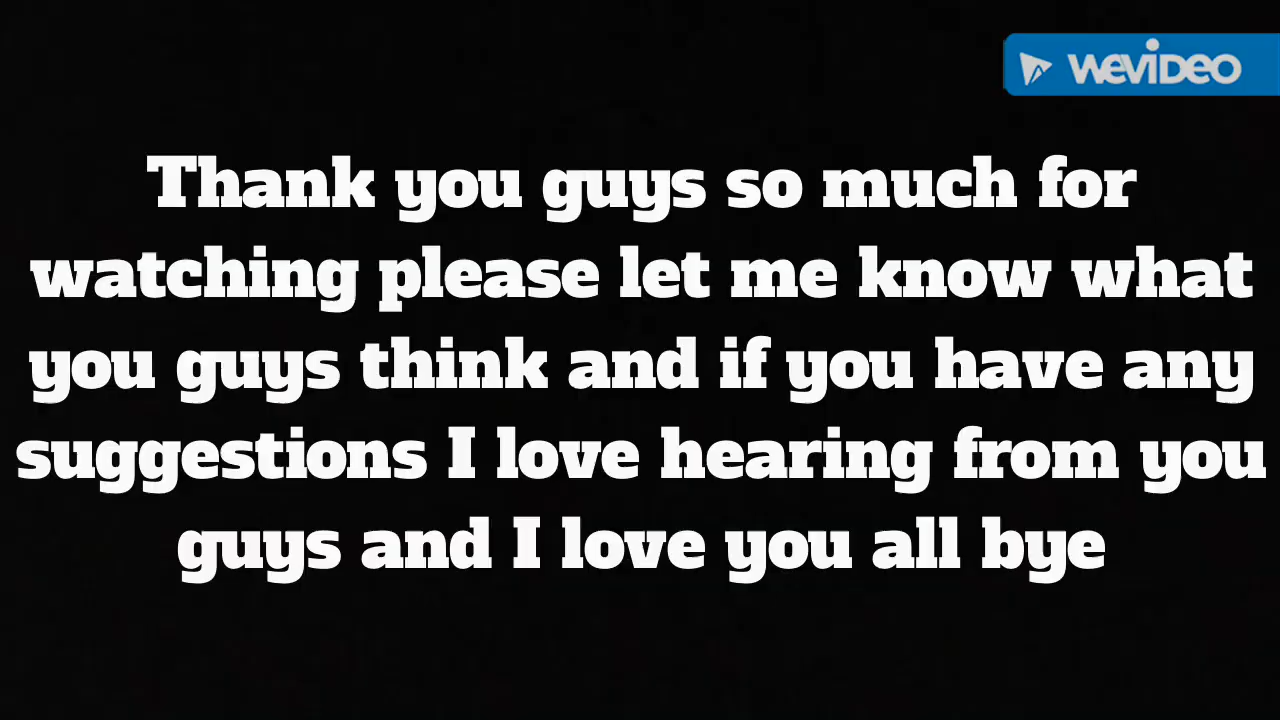 WEVIDEO
Thank you guys so much for
watching please let me know what
you guys think and if you have any
suggestions I love hearing from you
guys and I love you all bye